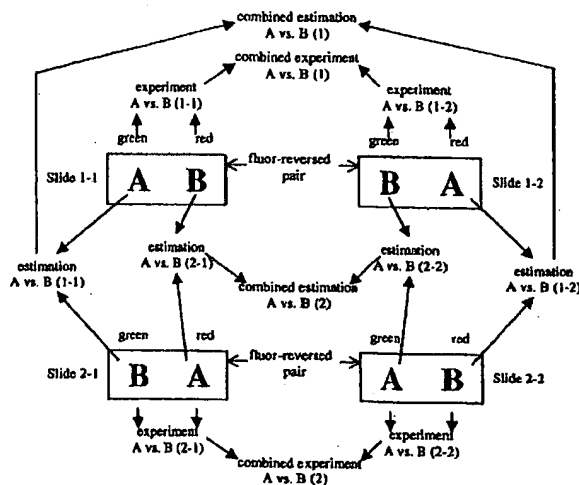 combined estimation
A vs. B (1)
combined experiment
A vs. B (1)
experiment
A vs. B (1-1)
experiment
A vs. B (1-2)
green
red
green
red
Slide 1-1
A
B
fluor-reversed
pair
B
A
Slide 1-2
estimation
A vs. B (1-1)
estimation
A vs. B (2-1)
combined estimation
A vs. B (2)
estimation
A vs. B (2-2)
estimation
A vs. B (1-2)
green
red
green
red
Slide 2-1
B
A
fluor-reversed
pair
A
B
Slide 2-2
experiment
A vs. B (2-1)
combined experiment
A vs. B (2)
experiment
A vs. B (2-2)